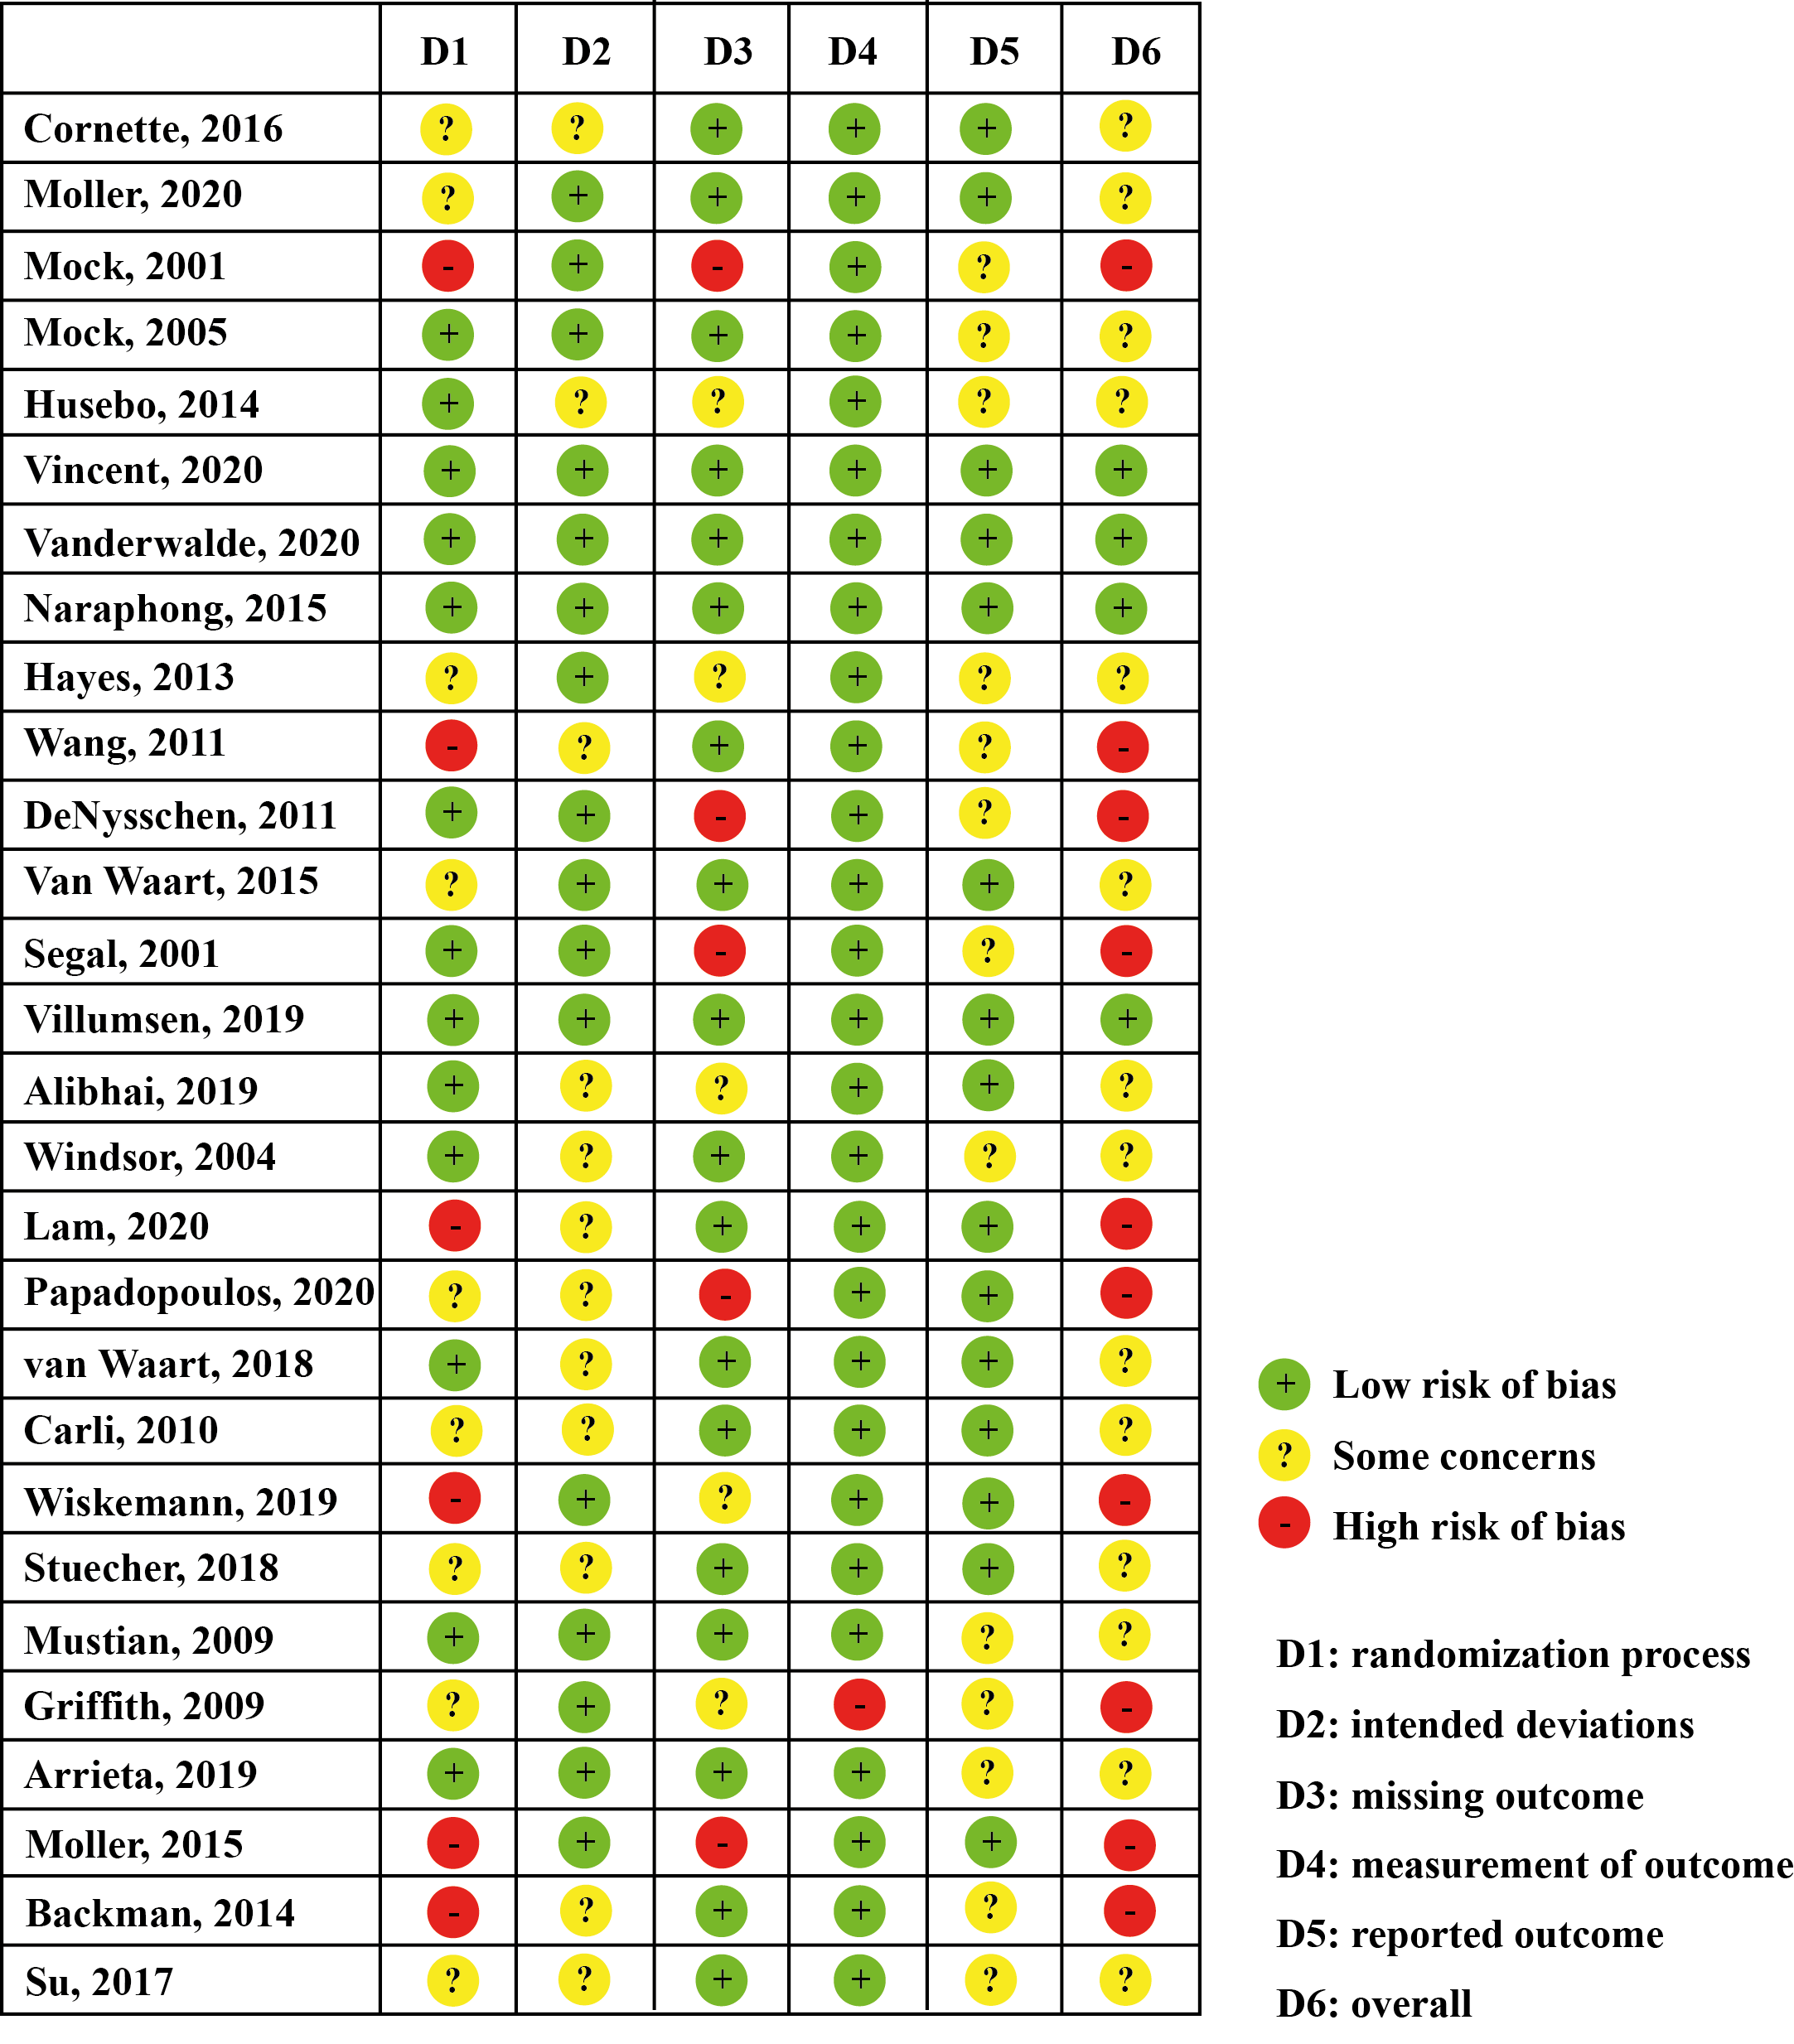 D1 D2 D3 D4 D5 D6
Cornette, 2016 ? ? + + + ?
Moller, 2020 ? + + + + ?
Mock, 2001 - + - + ? -
Mock, 2005 + + + + ? ?
Husebo, 2014 + ? ? + ? ?
Vincent, 2020 + + + + + +
Vanderwalde, 2020 + + + + + +
Naraphong, 2015 + + + + + +
Hayes, 2013 ? + ? + ? ?
Wang, 2011 - ? + + ? -
DeNysschen, 2011 + + - + ? -
Van Waart, 2015 ? + + + + ?
Segal, 2001 + + - + ? -
Villumsen, 2019 + + + + + +
Alibhai, 2019 + ? ? + + ?
Windsor, 2004 + ? + + ? ?
Lam, 2020 - ? + + + -
Papadopoulos, 2020 ? ? - + + -
van Waart, 2018 + ? + + + ?
Carli, 2010 ? ? + + + ?
Wiskemann, 2019 - + ? + + -
Stuecher, 2018 ? ? + + + ?
Mustian, 2009 + + + + ? ?
Griffith, 2009 ? + ? - ? -
Arrieta, 2019 + + + + ? ?
Moller, 2015 - + - + + -
Backman, 2014 - ? + + ? -
Su, 2017 ? ? + + ? ?
+ Low risk of bias
? Some concerns
- High risk of bias
D1: randomization process
D2: intended deviations
D3: missing outcome
D4: measurement of outcome
D5: reported outcome
D6: overall